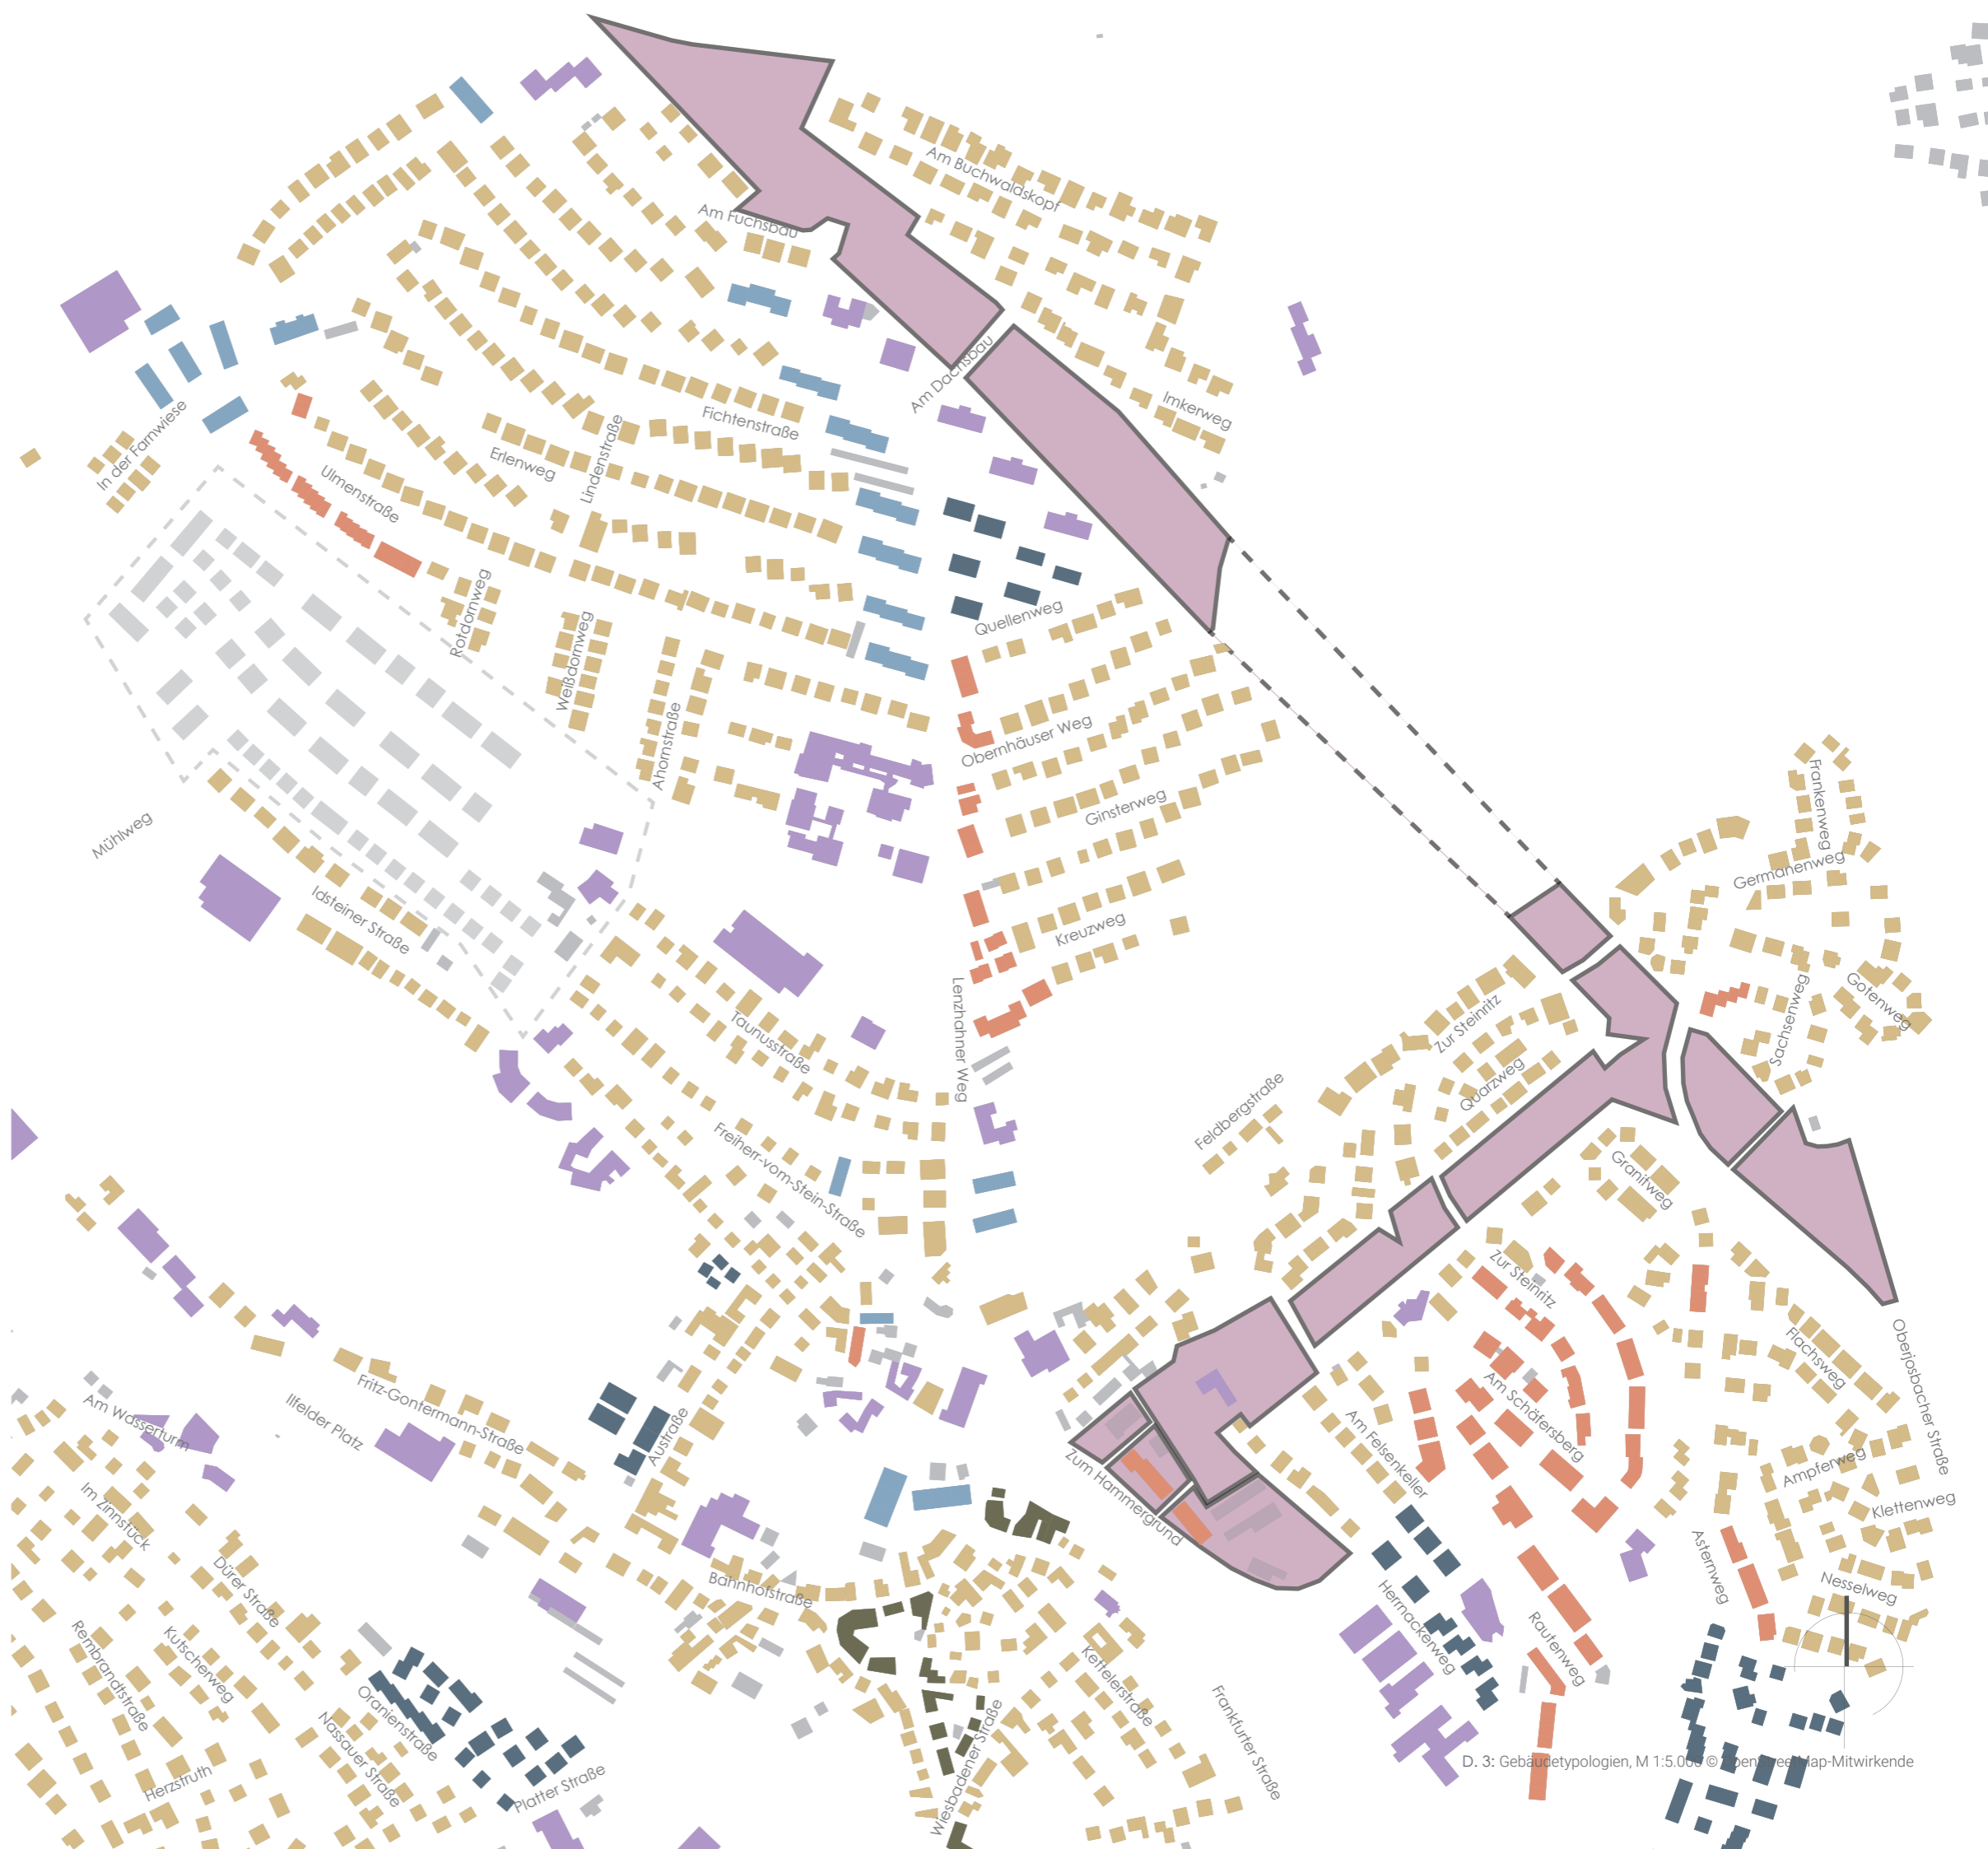 Am Buchwaldskopf
Am Fuchsbau
Am Dachsbau
Imkerweg
Fichtenstraße
Lindenstraße
Erlenweg
In der Farnwiese
Ulmenstraße
Rotdornweg
Weißdornweg
Ahornstraße
Quellenweg
Obernhäuser Weg
Ginsterweg
Kreuzweg
Mühlweg
Idsteiner Straße
Lenzhahner Weg
Taunusstraße
Freiherr-vom-Stein-Straße
Frankenweg
Germanenweg
Gotenweg
Sachsenweg
Zur Steinritz
Quarzweg
Feldbergstraße
Granitweg
Zur Steinritz
Flachsweg
Oberjosbacher Straße
Am Schäfersberg
Am Felsenkeller
Ampferweg
Klettenweg
Nesselweg
Asternweg
Rautenweg
Herrnackerweg
Zum Hammergrund
Fritz-Gontermann-Straße
Ilfelder Platz
Am Wasserturm
Austraße
Im Zinnstück
Dürer Straße
Bahnhofstraße
Rembrandtstraße
Kutscherweg
Oranienstraße
Nassauer Straße
Herzstruth
Platter Straße
Wiesbadener Straße
Kettelerstraße
Frankfurter Straße
D. 3: Gebäudetypologien, M 1:5.000 © OpenStreetMap-Mitwirkende